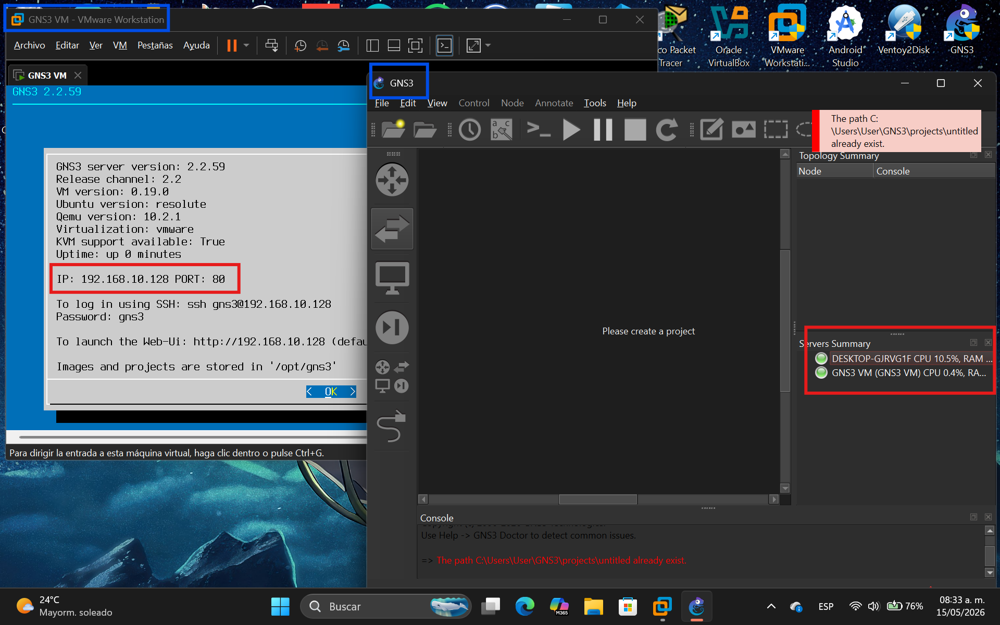 GNS3 VM - VMware Workstation
Archivo Editar Ver VM Pestañas Ayuda
GNS3 VM
GNS3 2.2.59
GNS3 server version: 2.2.59
Release channel: 2.2
VM version: 0.19.0
Ubuntu version: resolute
Qemu version: 10.2.1
Virtualization: vmware
KVM support available: True
Uptime: up 0 minutes
IP: 192.168.10.128 PORT: 80
To log in using SSH: ssh gns3@192.168.10.128
Password: gns3
To launch the Web-Ui: http://192.168.10.128 (defau
Images and projects are stored in '/opt/gns3'
< OK >
Para dirigir la entrada a esta máquina virtual, haga clic dentro o pulse Ctrl+G.
co Packet
Tracer
Oracle
VirtualBox
VMware
Workstati...
Android
Studio
Ventoy2Disk
GNS3
GNS3
File Edit View Control Node Annotate Tools Help
a c
b
The path C:
\Users\User\GNS3\projects\untitled
already exist.
Topology Summary
Node Console
Please create a project
Servers Summary
DESKTOP-GJRVG1F CPU 10.5%, RAM ...
GNS3 VM (GNS3 VM) CPU 0.4%, RA...
Console
Use Help -> GNS3 Doctor to detect common issues.
=> The path C:\Users\User\GNS3\projects\untitled already exist.
24°C
Mayorm. soleado
Buscar
M365
ESP
76%
08:33 a. m.
15/05/2026